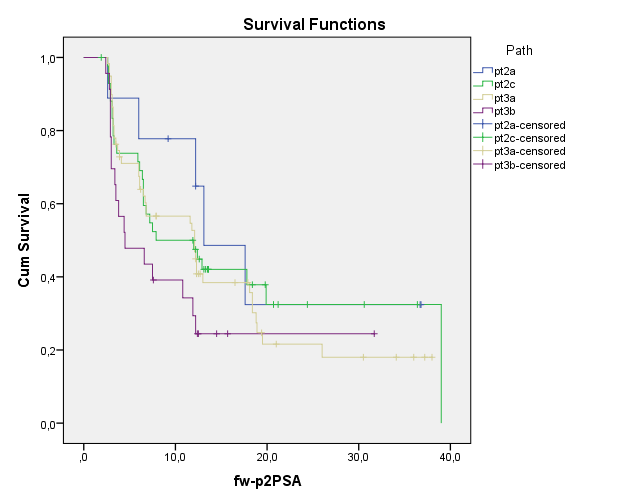 Survival Functions
Path
pt2a
pt2c
pt3a
pt3b
pt2a-censored
pt2c-censored
pt3a-censored
pt3b-censored
Cum Survival
1,0
0,8
0,6
0,4
0,2
0,0
,0 10,0 20,0 30,0 40,0
fw-p2PSA